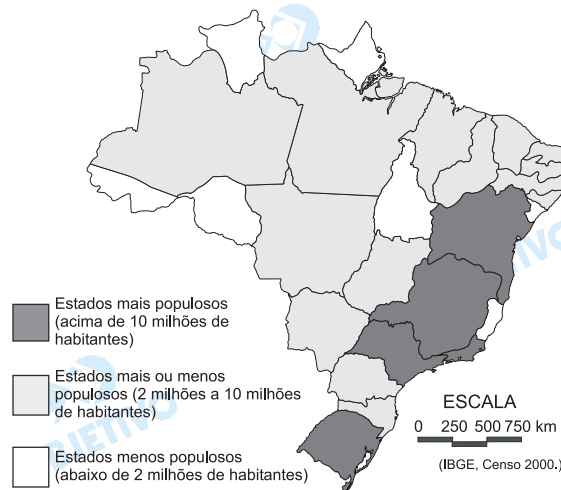 Estados mais populosos
(acima de 10 milhões de
habitantes)
Estados mais ou menos
populosos (2 milhões a 10 milhões
de habitantes)
Estados menos populosos
(abaixo de 2 milhões de habitantes)
ESCALA
0 250 500 750 km
(IBGE, Censo 2000.)
BJETIVO
IVO